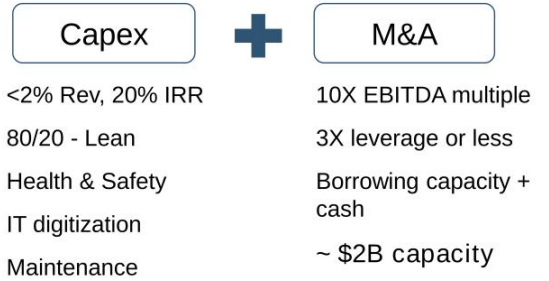 Capex
<2% Rev, 20% IRR
80/20 - Lean
Health & Safety
IT digitization
Maintenance
M&A
10X EBITDA multiple
3X leverage or less
Borrowing capacity +
cash
~ $2B capacity